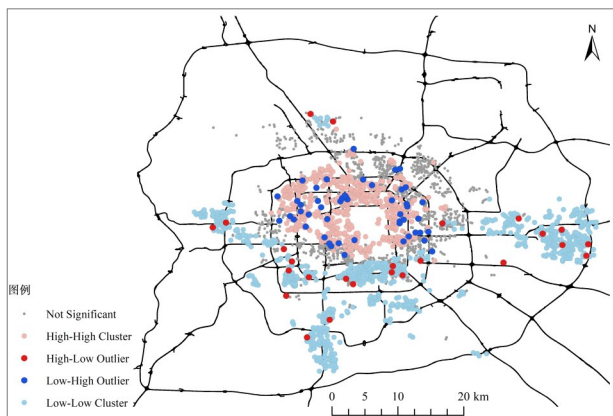 N
图例
Not Significant
High-High Cluster
High-Low Outlier
Low-High Outlier
Low-Low Cluster
0 5 10 20 km